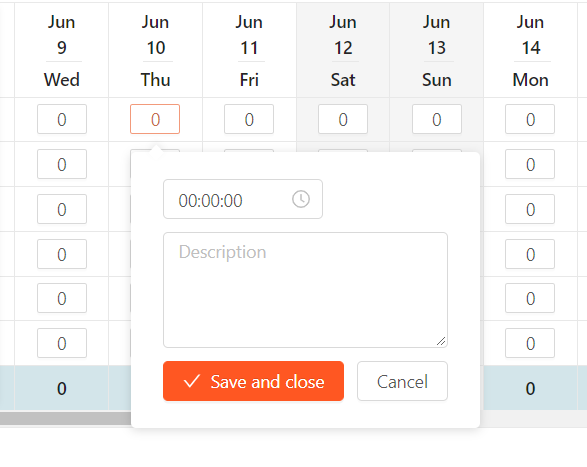 Jun Jun Jun Jun Jun Jun
9 10 11 12 13 14
Wed Thu Fri Sat Sun Mon
0 0 0 0 0 0
0 0
00:00:00
0 0
Description
0 0
0 0
0 0
Save and close Cancel
0 0